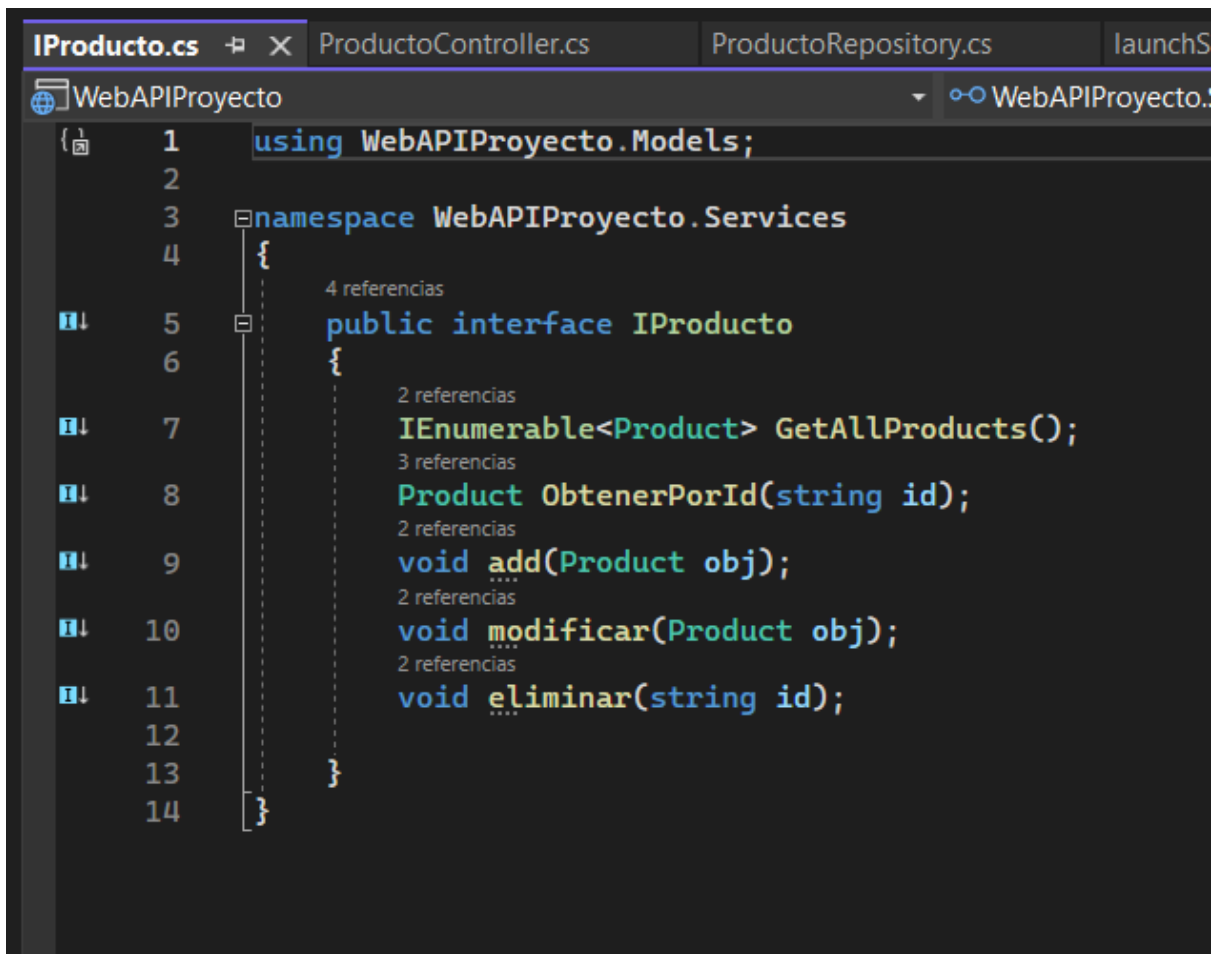 IProducto.cs ProductoController.cs ProductoRepository.cs launchS
WebAPIProyecto WebAPIProyecto.S
1 using WebAPIProyecto.Models;
2
3 namespace WebAPIProyecto.Services
4 {
4 referencias
5 public interface IProducto
6 {
2 referencias
7 IEnumerable<Product> GetAllProducts();
3 referencias
8 Product ObtenerPorId(string id);
2 referencias
9 void add(Product obj);
2 referencias
10 void modificar(Product obj);
2 referencias
11 void eliminar(string id);
12
13 }
14 }